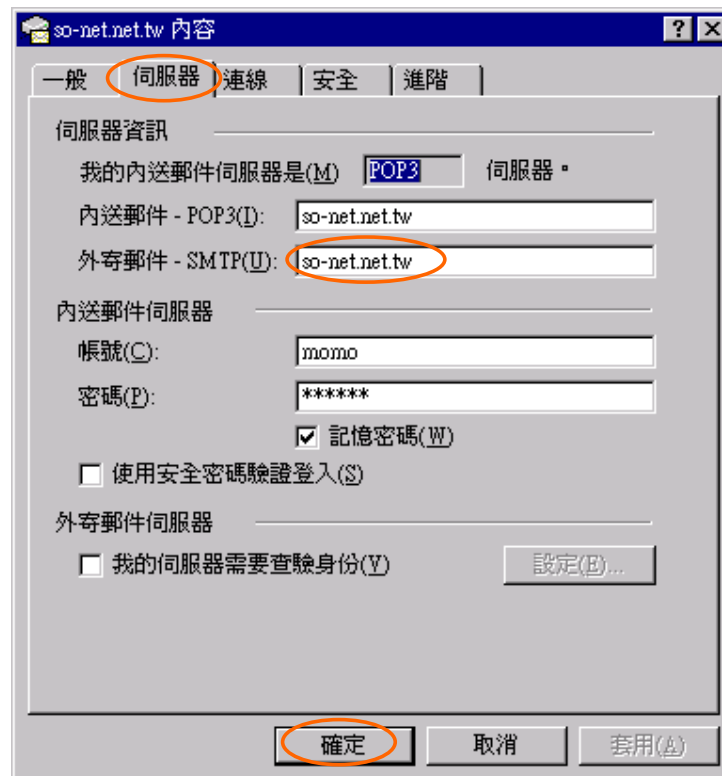 so-net.net.tw 內容
一般 伺服器 連線 安全 進階
伺服器資訊
我的內送郵件伺服器是(M) POP3 伺服器。
內送郵件 - POP3(I): so-net.net.tw
外寄郵件 - SMTP(U): so-net.net.tw
內送郵件伺服器
帳號(C): momo
密碼(P): ******
記憶密碼(W)
使用安全密碼驗證登入(S)
外寄郵件伺服器
我的伺服器需要查驗身份(V) 設定(E)...
確定 取消 套用(A)